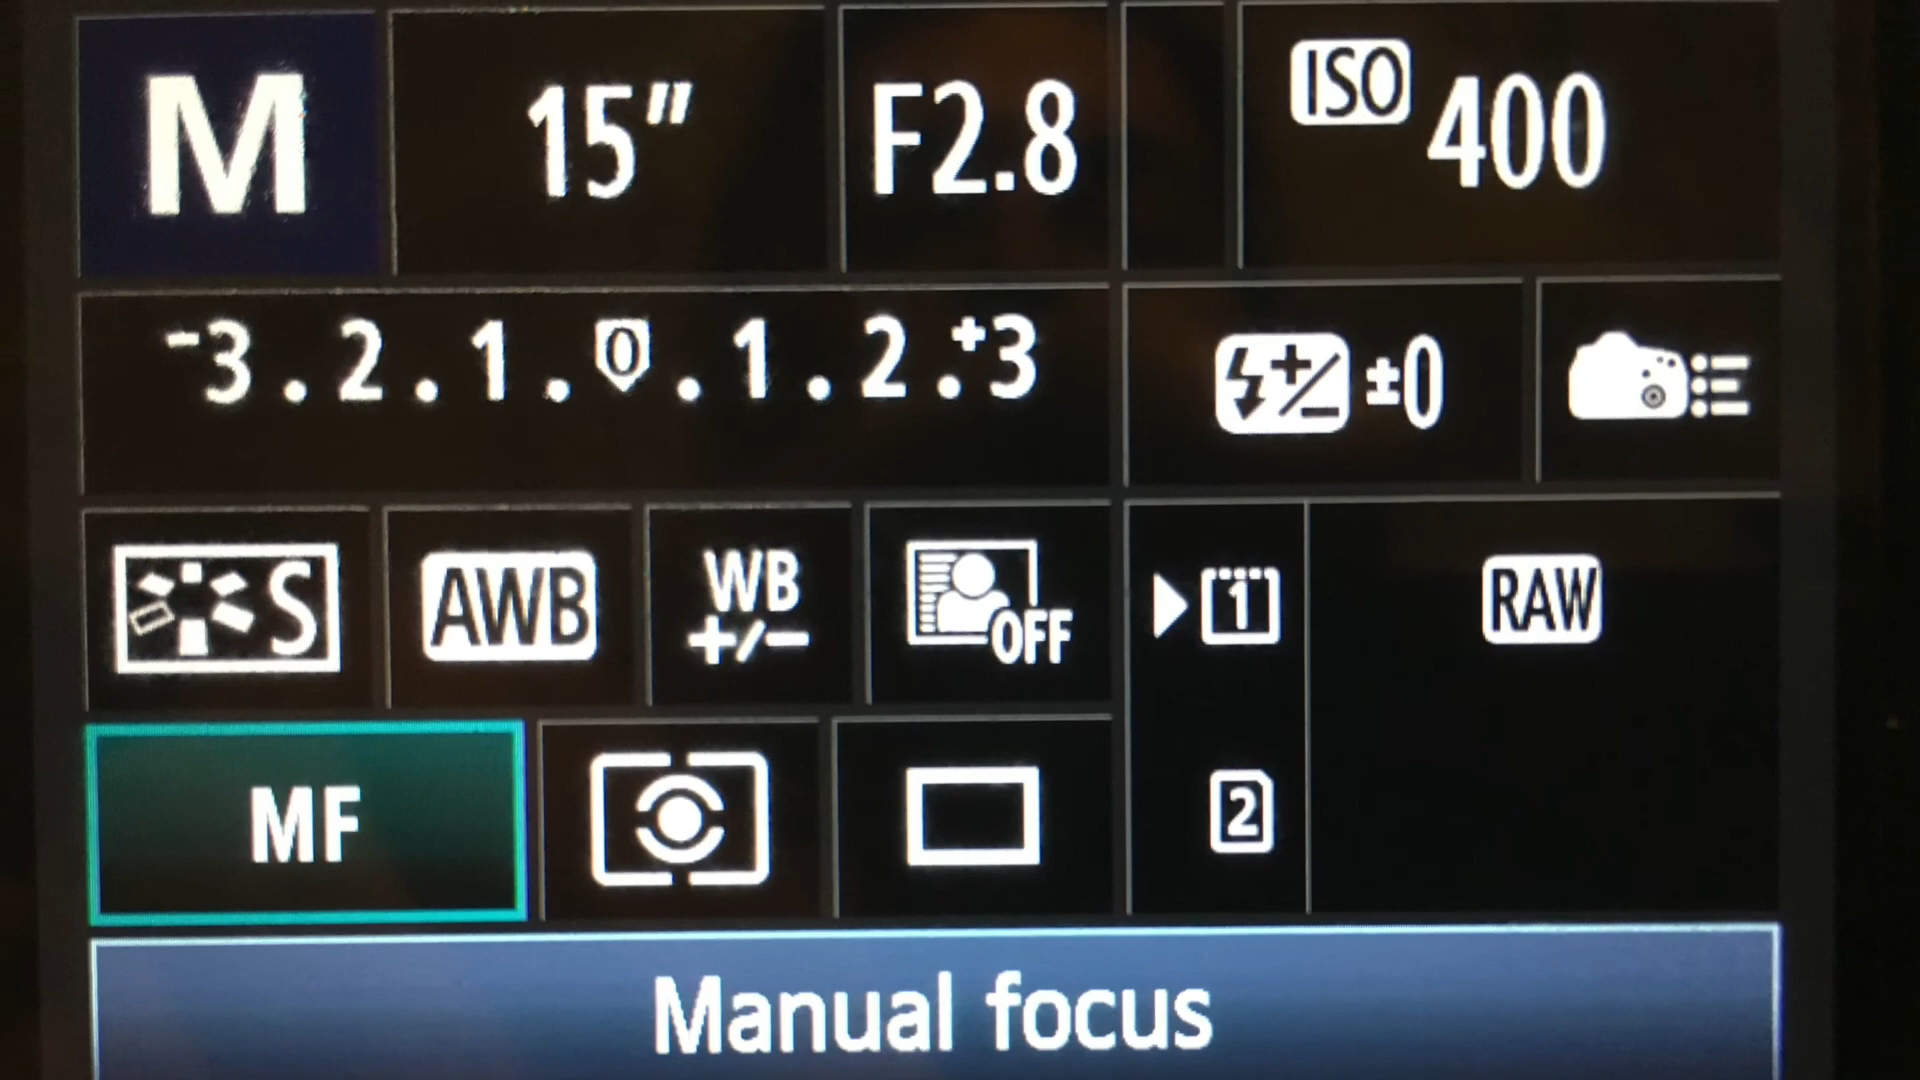 M 15" F2.8 ISO 400
-3.2.1.0.1.2.+3 ±0
S AWB WB +/- OFF 1 RAW
MF 2
Manual focus